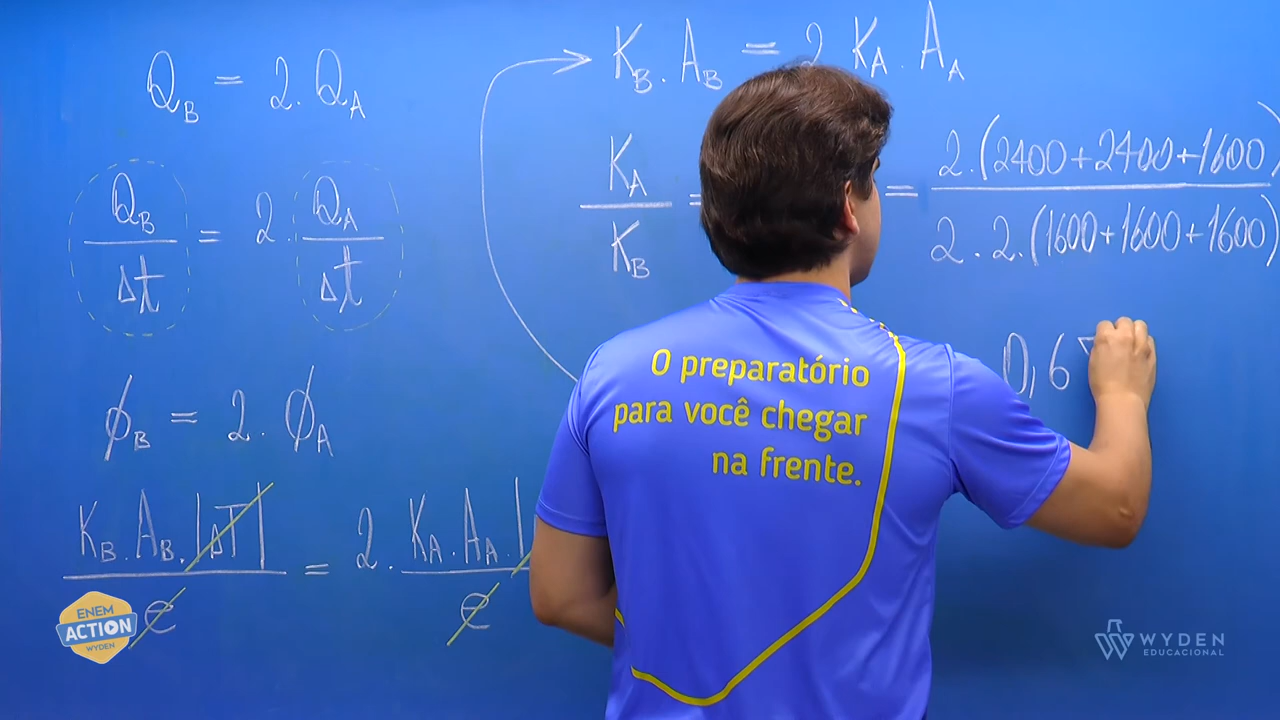 Q_B = 2. Q_A
Q_B / Δt = 2. Q_A / Δt
ϕ_B = 2. ϕ_A
K_B. A_B. |ΔT| / e = 2. K_A. A_A. | / e
K_B. A_B = 2 K_A. A_A
K_A / K_B = = 2.(2400+2400+1600) / 2. 2.(1600+1600+1600)
0,6
O preparatório
para você chegar
na frente.
ENEM
ACTION
WYDEN
WYDEN
EDUCACIONAL